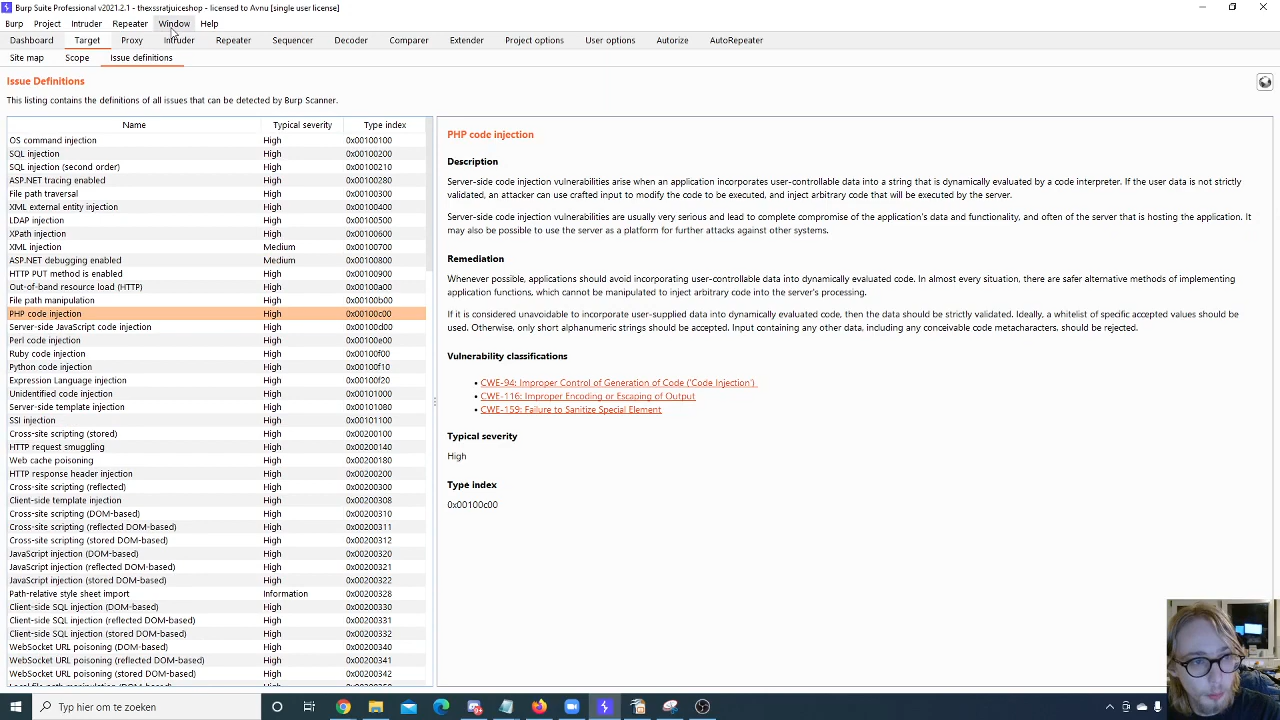 Burp Suite Professional v2021.2.1 - thexssratjuiceshop - licensed to Avnu [single user license]
Burp Project Intruder Repeater Window Help
Dashboard Target Proxy Intruder Repeater Sequencer Decoder Comparer Extender Project options User options Autorize AutoRepeater
Site map Scope Issue definitions
Issue Definitions
This listing contains the definitions of all issues that can be detected by Burp Scanner.
Name Typical severity Type index
OS command injection High 0x00100100
SQL injection High 0x00100200
SQL injection (second order) High 0x00100210
ASP.NET tracing enabled High 0x00100280
File path traversal High 0x00100300
XML external entity injection High 0x00100400
LDAP injection High 0x00100500
XPath injection High 0x00100600
XML injection Medium 0x00100700
ASP.NET debugging enabled Medium 0x00100800
HTTP PUT method is enabled High 0x00100900
Out-of-band resource load (HTTP) High 0x00100a00
File path manipulation High 0x00100b00
PHP code injection High 0x00100c00
Server-side JavaScript code injection High 0x00100d00
Perl code injection High 0x00100e00
Ruby code injection High 0x00100f00
Python code injection High 0x00100f10
Expression Language injection High 0x00100f20
Unidentified code injection High 0x00101000
Server-side template injection High 0x00101080
SSI injection High 0x00101100
Cross-site scripting (stored) High 0x00200100
HTTP request smuggling High 0x00200140
Web cache poisoning High 0x00200180
HTTP response header injection High 0x00200200
Cross-site scripting (reflected) High 0x00200300
Client-side template injection High 0x00200308
Cross-site scripting (DOM-based) High 0x00200310
Cross-site scripting (reflected DOM-based) High 0x00200311
Cross-site scripting (stored DOM-based) High 0x00200312
JavaScript injection (DOM-based) High 0x00200320
JavaScript injection (reflected DOM-based) High 0x00200321
JavaScript injection (stored DOM-based) High 0x00200322
Path-relative style sheet import Information 0x00200328
Client-side SQL injection (DOM-based) High 0x00200330
Client-side SQL injection (reflected DOM-based) High 0x00200331
Client-side SQL injection (stored DOM-based) High 0x00200332
WebSocket URL poisoning (DOM-based) High 0x00200340
WebSocket URL poisoning (reflected DOM-based) High 0x00200341
WebSocket URL poisoning (stored DOM-based) High 0x00200342
PHP code injection
Description
Server-side code injection vulnerabilities arise when an application incorporates user-controllable data into a string that is dynamically evaluated by a code interpreter. If the user data is not strictly
validated, an attacker can use crafted input to modify the code to be executed, and inject arbitrary code that will be executed by the server.
Server-side code injection vulnerabilities are usually very serious and lead to complete compromise of the application's data and functionality, and often of the server that is hosting the application. It
may also be possible to use the server as a platform for further attacks against other systems.
Remediation
Whenever possible, applications should avoid incorporating user-controllable data into dynamically evaluated code. In almost every situation, there are safer alternative methods of implementing
application functions, which cannot be manipulated to inject arbitrary code into the server's processing.
If it is considered unavoidable to incorporate user-supplied data into dynamically evaluated code, then the data should be strictly validated. Ideally, a whitelist of specific accepted values should be
used. Otherwise, only short alphanumeric strings should be accepted. Input containing any other data, including any conceivable code metacharacters, should be rejected.
Vulnerability classifications
• CWE-94: Improper Control of Generation of Code ('Code Injection')
• CWE-116: Improper Encoding or Escaping of Output
• CWE-159: Failure to Sanitize Special Element
Typical severity
High
Type index
0x00100c00
Typ hier om te zoeken